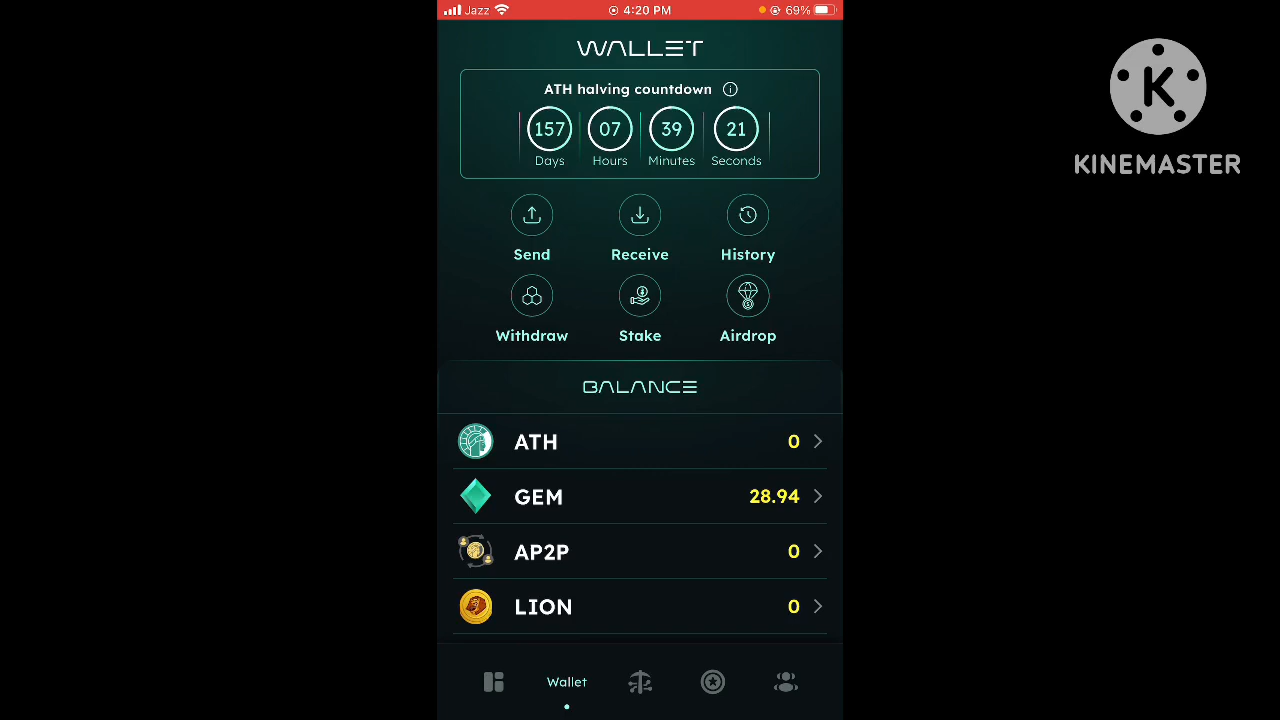 Jazz 4:20 PM 69%
WALLET
ATH halving countdown
157 07 39 21
Days Hours Minutes Seconds
Send Receive History
Withdraw Stake Airdrop
BALANCE
ATH 0
GEM 28.94
AP2P 0
LION 0
Wallet
K
KINEMASTER